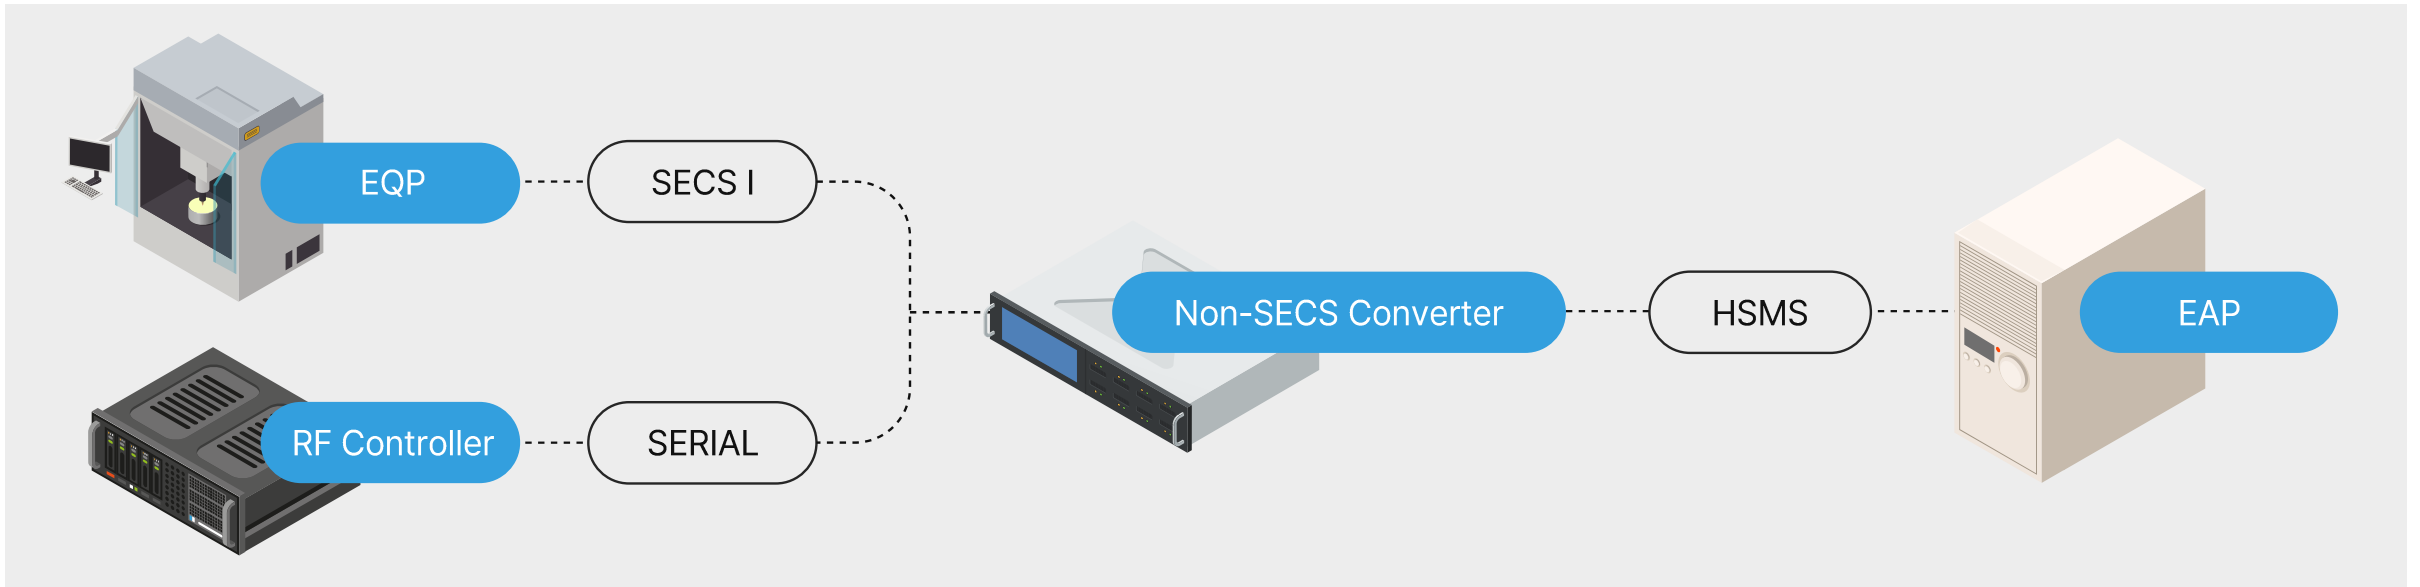 EQP
SECS I
Non-SECS Converter
HSMS
EAP
RF Controller
SERIAL